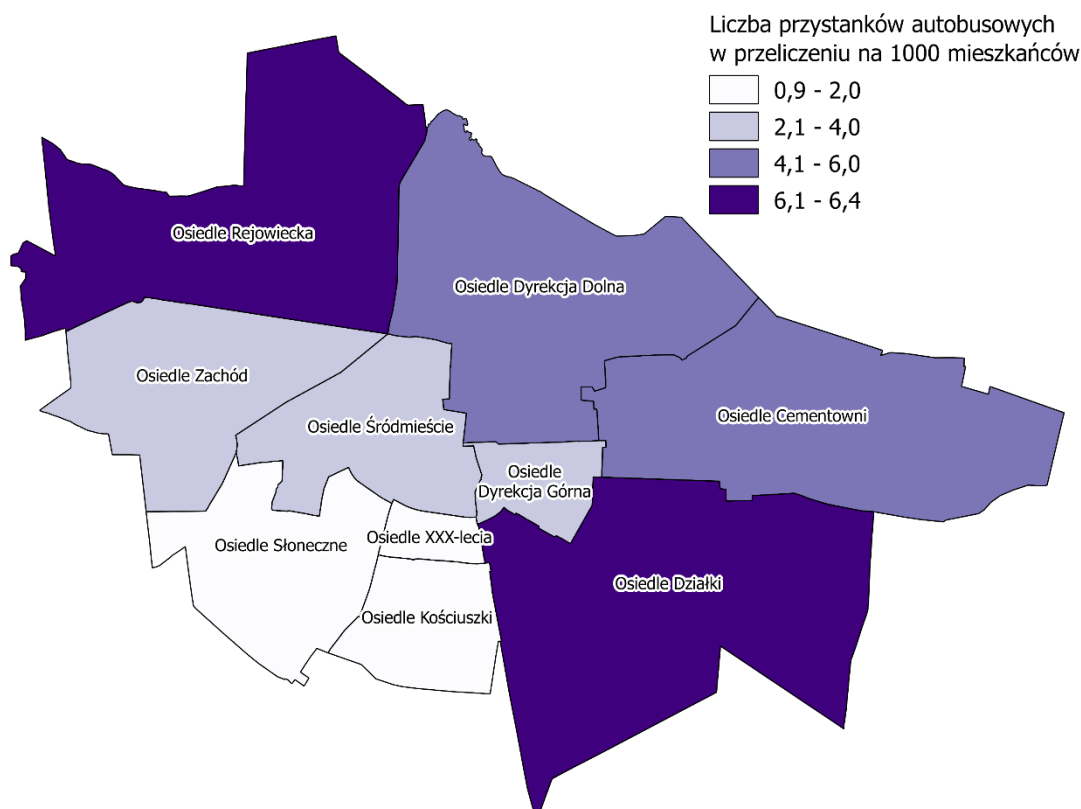 Liczba przystanków autobusowych
w przeliczeniu na 1000 mieszkańców
0,9 - 2,0
2,1 - 4,0
4,1 - 6,0
6,1 - 6,4
Osiedle Rejowiecka
Osiedle Dyrekcja Dolna
Osiedle Zachód
Osiedle Cementowni
Osiedle Śródmieście
Osiedle
Dyrekcja Górna
Osiedle XXX-lecia
Osiedle Słoneczne
Osiedle Działki
Osiedle Kościuszki